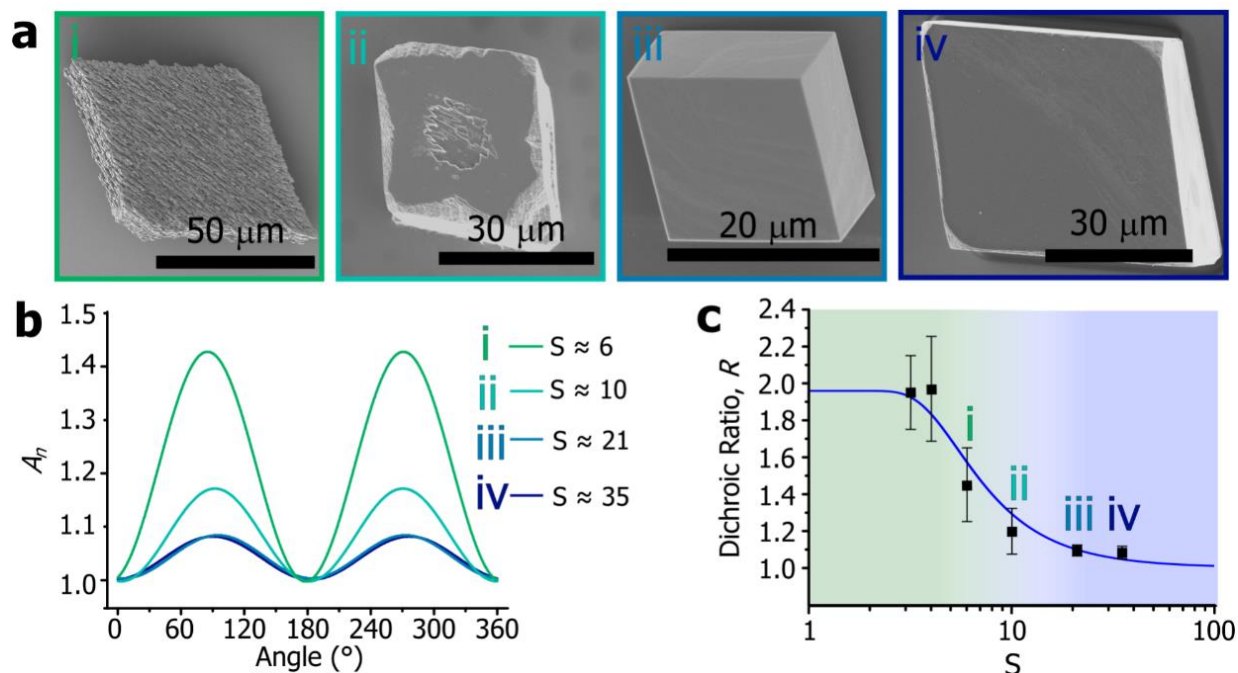 a
i
50 μm
ii
30 μm
iii
20 μm
iv
30 μm
b
1.5
1.4
1.3
1.2
1.1
1.0
Aₙ
0 60 120 180 240 300 360
Angle (°)
i S ≈ 6
ii S ≈ 10
iii S ≈ 21
iv S ≈ 35
c
2.4
2.2
2.0
1.8
1.6
1.4
1.2
1.0
Dichroic Ratio, R
i
ii
iii iv
1 10 100
S